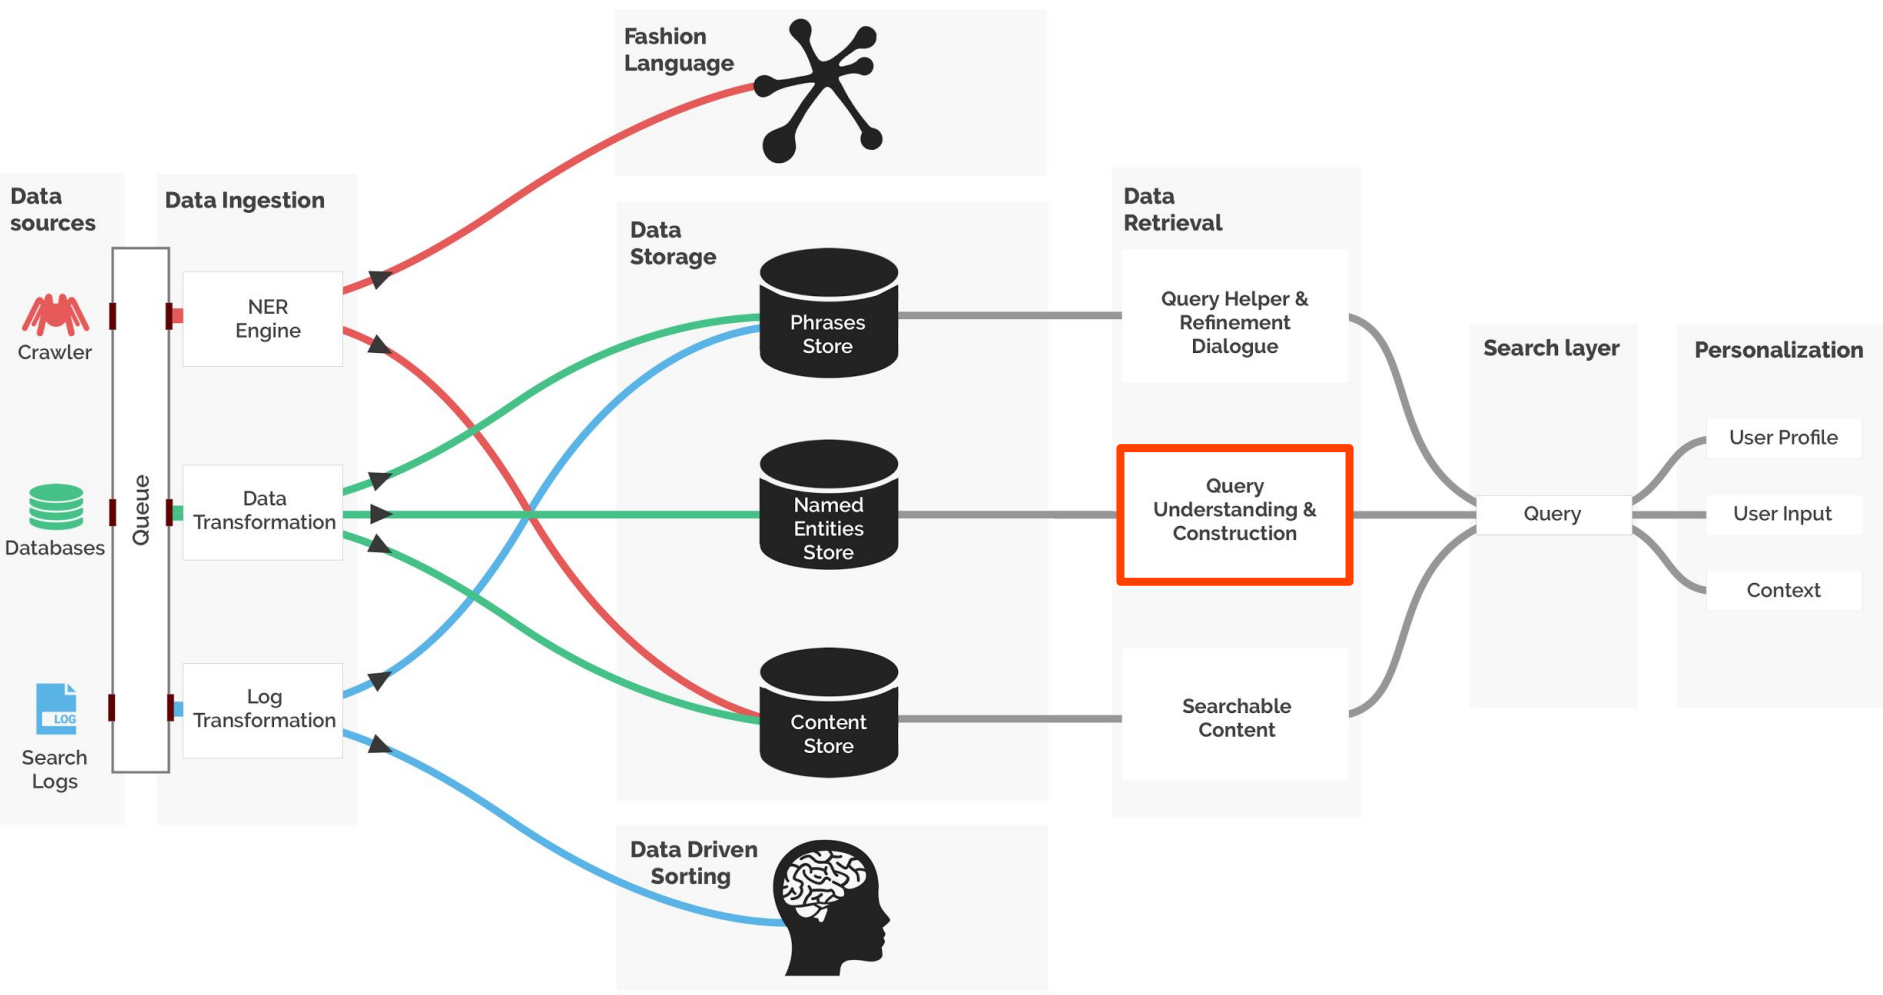 Fashion
Language
Data
sources
Data Ingestion
Data
Storage
Data
Retrieval
Search layer
Personalization
Crawler
Databases
Search
Logs
LOG
Queue
NER
Engine
Data
Transformation
Log
Transformation
Phrases
Store
Named
Entities
Store
Content
Store
Query Helper &
Refinement
Dialogue
Query
Understanding &
Construction
Searchable
Content
Query
User Profile
User Input
Context
Data Driven
Sorting